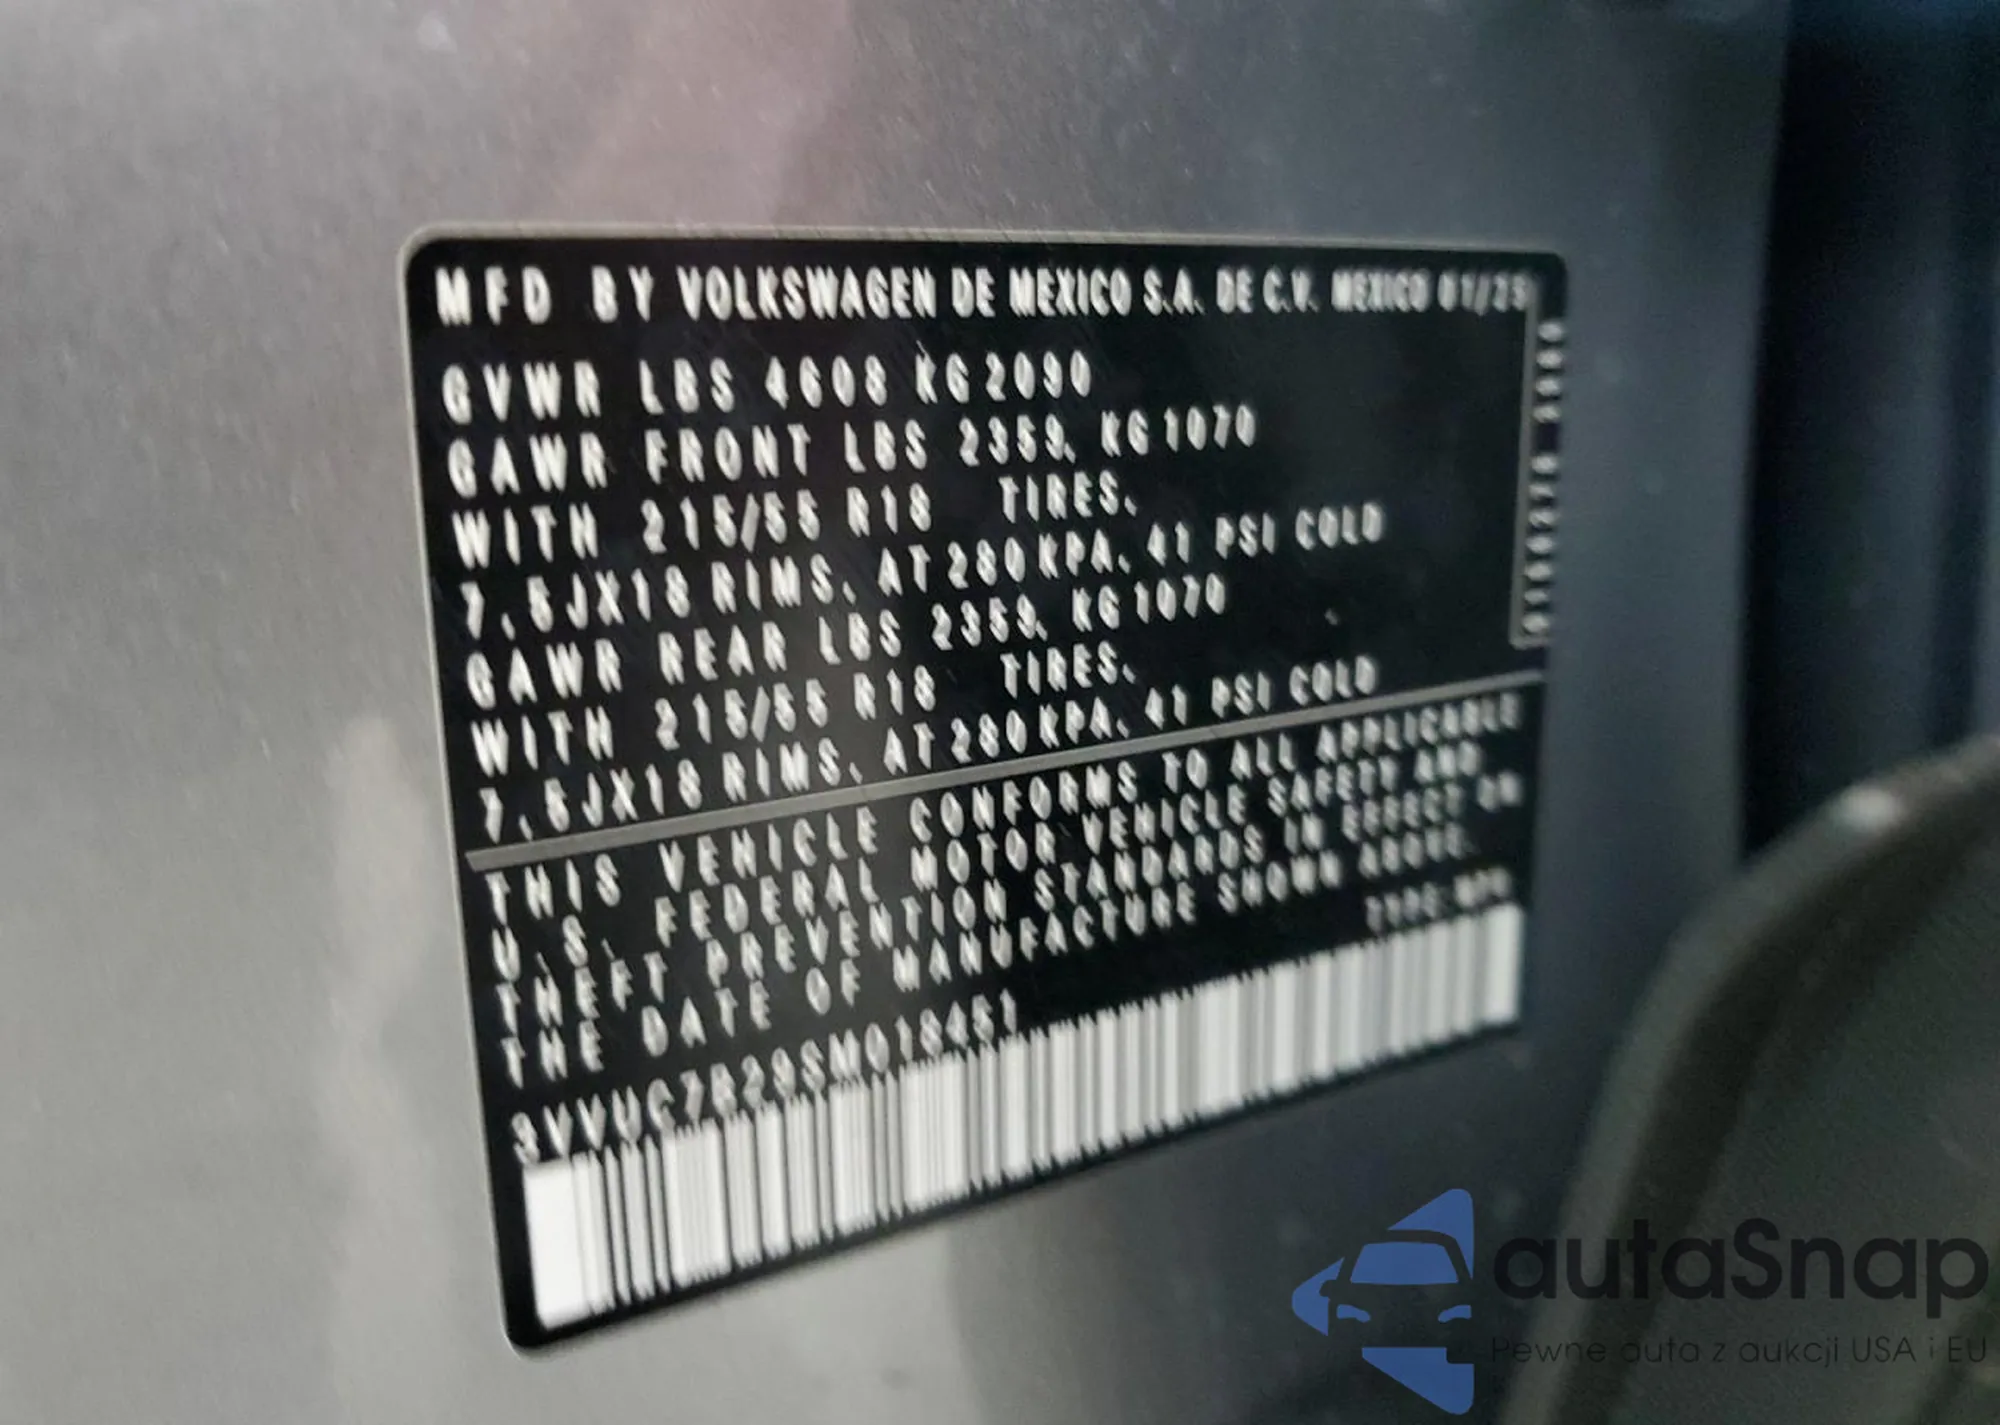 MFD BY VOLKSWAGEN DE MEXICO S.A. DE C.V. MEXICO 01/25
GVWR LBS 4608 KG 2090
GAWR FRONT LBS 2359, KG 1070
WITH 215/55 R18 TIRES,
7,5JX18 RIMS, AT 280 KPA, 41 PSI COLD
GAWR REAR LBS 2359, KG 1070
WITH 215/55 R18 TIRES,
7,5JX18 RIMS, AT 280 KPA, 41 PSI COLD
THIS VEHICLE CONFORMS TO ALL APPLICABLE
U.S. FEDERAL MOTOR VEHICLE SAFETY AND
THEFT PREVENTION STANDARDS IN EFFECT ON
THE DATE OF MANUFACTURE SHOWN ABOVE.
TYPE: MPV
3VVUC7B29SM018451
autaSnap
Pewne auta z aukcji USA i EU